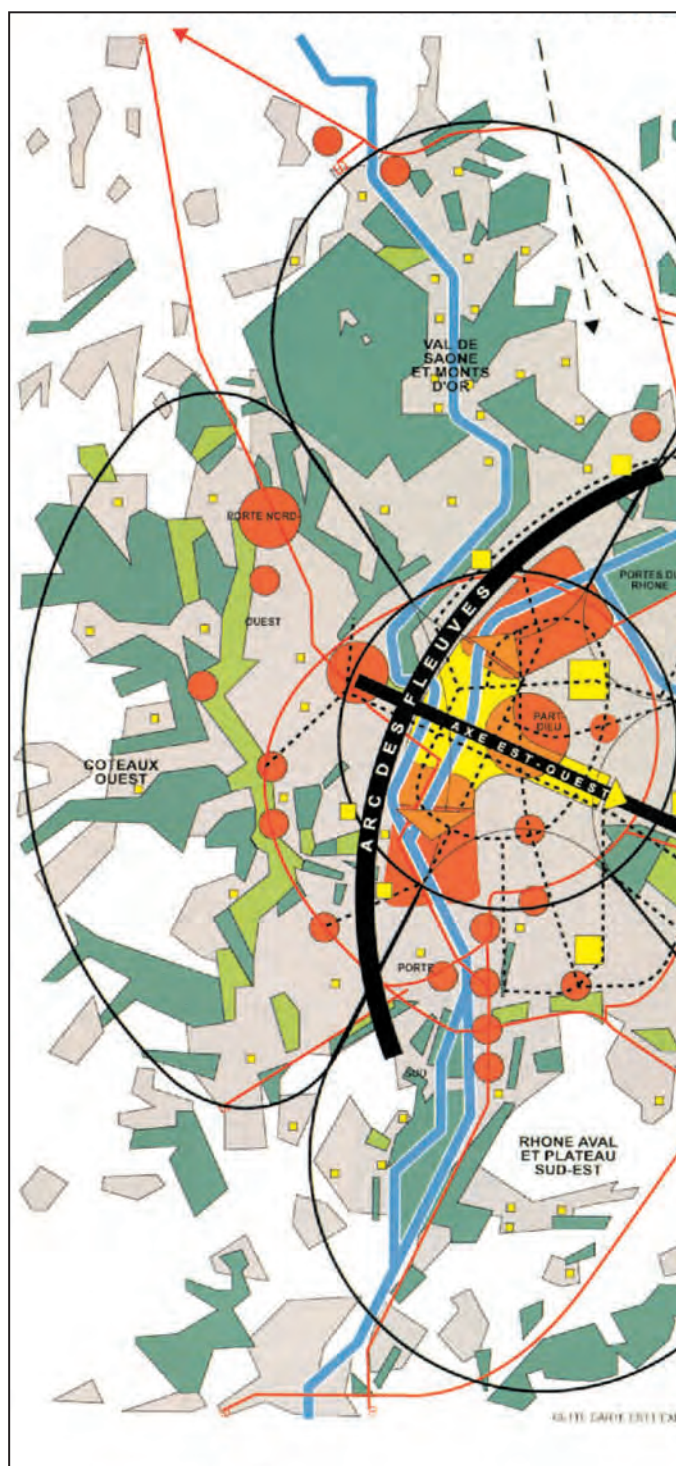 VAL DE
SAONE
ET MONTS
D'OR
PORTE NORD-
OUEST
PORTES DU
RHONE
ARC DES FLEUVES
PART-
DIEU
AXE EST-OUEST
COTEAUX
OUEST
PORTE
SUD
RHONE AVAL
ET PLATEAU
SUD-EST